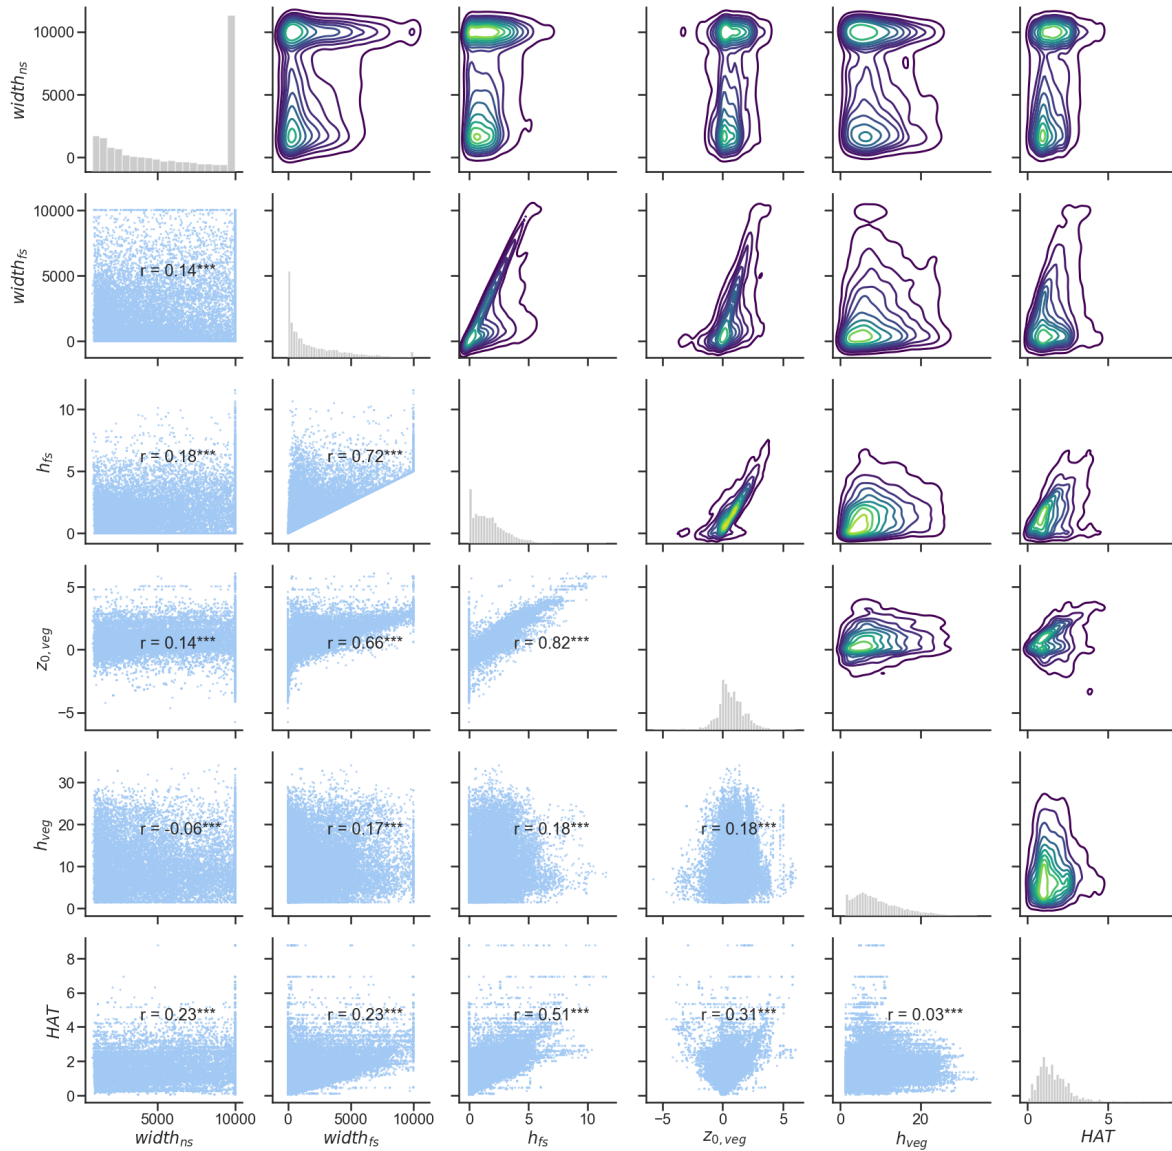 10000
5000
0
width_ns
10000
5000
0
width_fs
r = 0.14***
0
5000
10000
10
5
0
h_fs
r = 0.18***
r = 0.72***
5
0
−5
z_0,veg
r = 0.14***
r = 0.66***
r = 0.82***
30
20
10
0
h_veg
r = -0.06***
r = 0.17***
r = 0.18***
r = 0.18***
8
6
4
2
0
HAT
r = 0.23***
r = 0.23***
r = 0.51***
r = 0.31***
r = 0.03***
5000 10000 0 5000 10000 0 5 10 −5 0 5 0 20 0 5
width_ns width_fs h_fs z_0,veg h_veg HAT